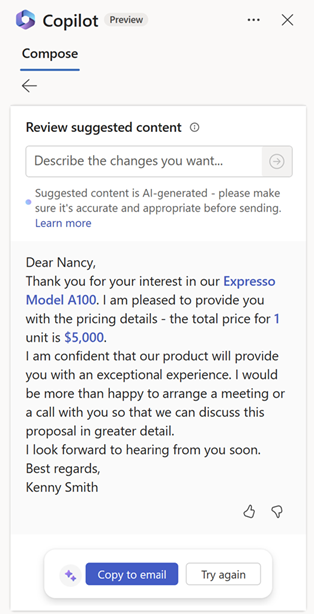 Copilot Preview
Compose
Review suggested content
Describe the changes you want...
Suggested content is AI-generated - please make
sure it's accurate and appropriate before sending.
Learn more
Dear Nancy,
Thank you for your interest in our Expresso
Model A100. I am pleased to provide you
with the pricing details - the total price for 1
unit is $5,000.
I am confident that our product will provide
you with an exceptional experience. I would
be more than happy to arrange a meeting or
a call with you so that we can discuss this
proposal in greater detail.
I look forward to hearing from you soon.
Best regards,
Kenny Smith
Copy to email Try again